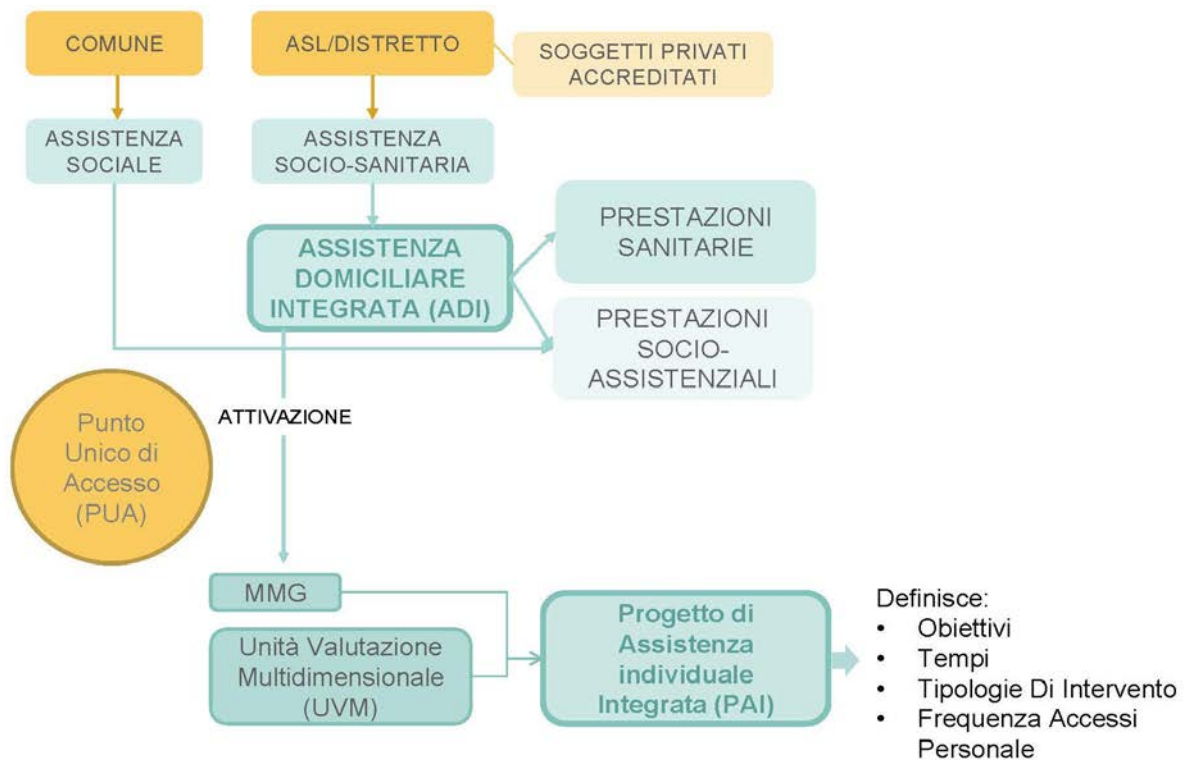 COMUNE
ASL/DISTRETTO
SOGGETTI PRIVATI
ACCREDITATI
ASSISTENZA
SOCIALE
ASSISTENZA
SOCIO-SANITARIA
ASSISTENZA
DOMICILIARE
INTEGRATA (ADI)
PRESTAZIONI
SANITARIE
PRESTAZIONI
SOCIO-
ASSISTENZIALI
Punto
Unico di
Accesso
(PUA)
ATTIVAZIONE
MMG
Unità Valutazione
Multidimensionale
(UVM)
Progetto di
Assistenza
individuale
Integrata (PAI)
Definisce:
• Obiettivi
• Tempi
• Tipologie Di Intervento
• Frequenza Accessi
Personale